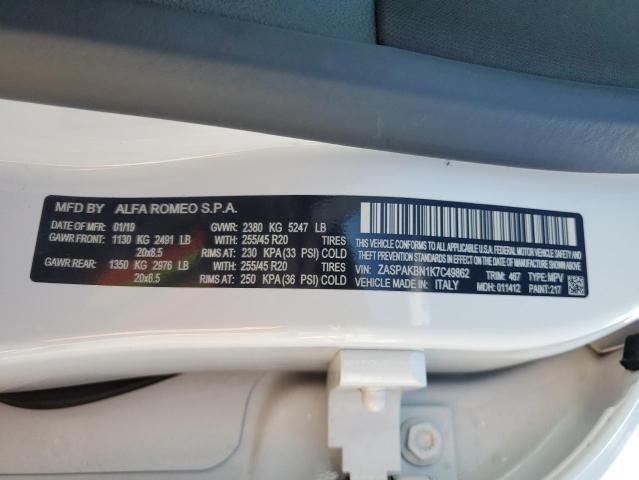 MFD BY ALFA ROMEO S.P.A.
DATE OF MFR: 01/19 GVWR: 2380 KG 5247 LB
GAWR FRONT: 1130 KG 2491 LB WITH: 255/45 R20 TIRES
20x8.5 RIMS AT: 230 KPA (33 PSI) COLD
GAWR REAR: 1350 KG 2976 LB WITH: 255/45 R20 TIRES
20x8.5 RIMS AT: 250 KPA (36 PSI) COLD
THIS VEHICLE CONFORMS TO ALL APPLICABLE U.S.A. FEDERAL MOTOR VEHICLE SAFETY, BUMPER AND
THEFT PREVENTION STANDARDS IN EFFECT ON THE DATE OF MANUFACTURE SHOWN ABOVE.
VIN: ZASPAKBN1K7C49862 TRIM: 467 TYPE: MPV
VEHICLE MADE IN: ITALY MDH: 011412 PAINT: 217